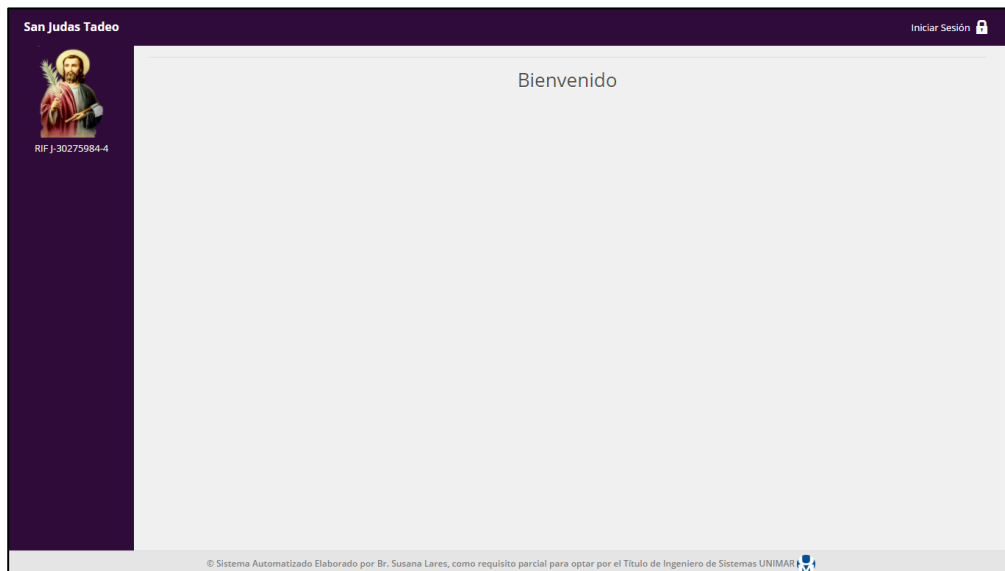 San Judas Tadeo
Iniciar Sesión
RIF J-30275984-4
Bienvenido
© Sistema Automatizado Elaborado por Br. Susana Lares, como requisito parcial para optar por el Título de Ingeniero de Sistemas UNIMAR